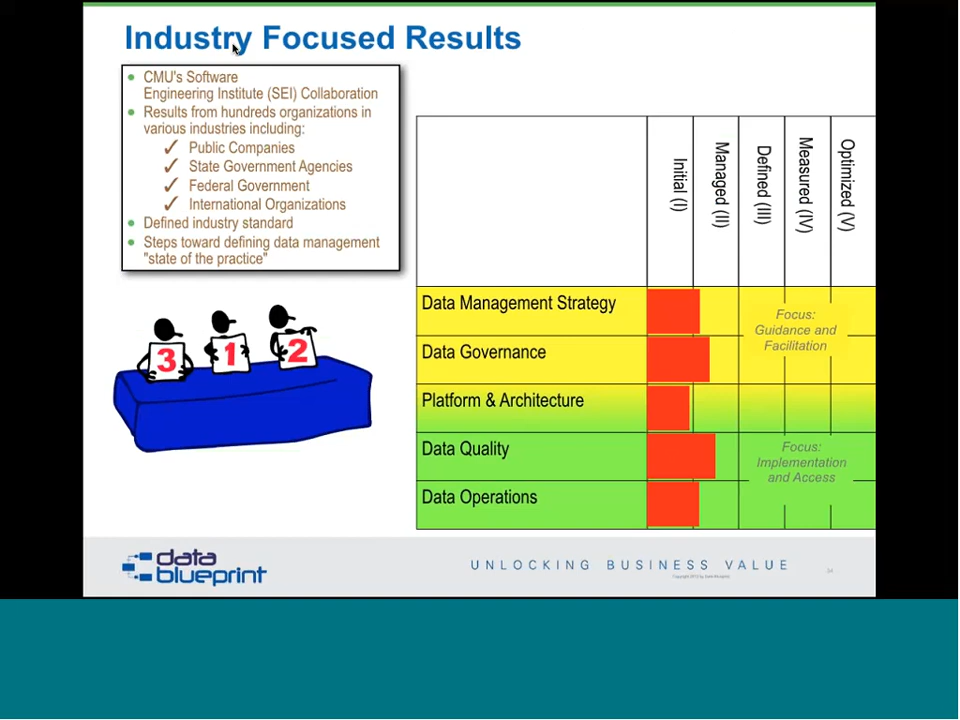 Industry Focused Results
CMU's Software
Engineering Institute (SEI) Collaboration
Results from hundreds organizations in
various industries including:
Public Companies
State Government Agencies
Federal Government
International Organizations
Defined industry standard
Steps toward defining data management
"state of the practice"
3
1
2
Initial (I)
Managed (II)
Defined (III)
Measured (IV)
Optimized (V)
Data Management Strategy
Focus:
Guidance and
Facilitation
Data Governance
Platform & Architecture
Data Quality
Focus:
Implementation
and Access
Data Operations
data
blueprint
UNLOCKING BUSINESS VALUE